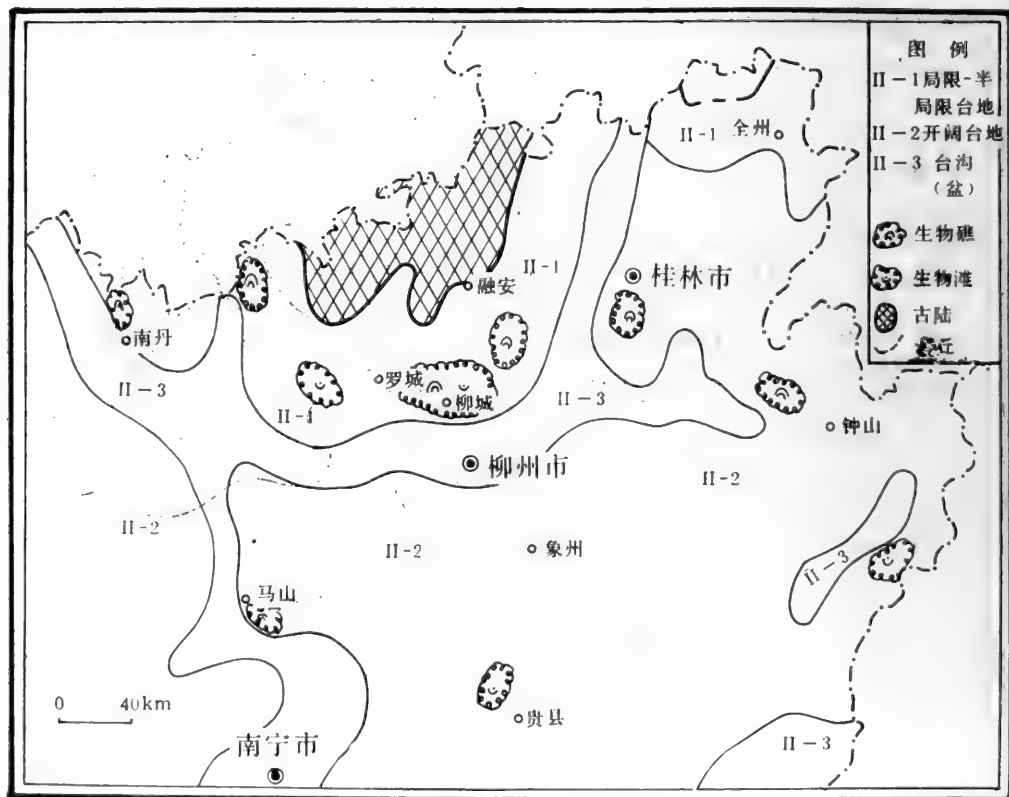 图 例
II-1局限-半
局限台地
II-2开阔台地
II-3 台沟
(盆)
生物礁
生物滩
古陆
II-1 全州
II-1
融安
桂林市
南丹
II-3
罗城
柳城
II-3
II-1
钟山
柳州市
II-2
II-2
II-2
象州
II-3
马山
0 40km
贵县
南宁市
II-3